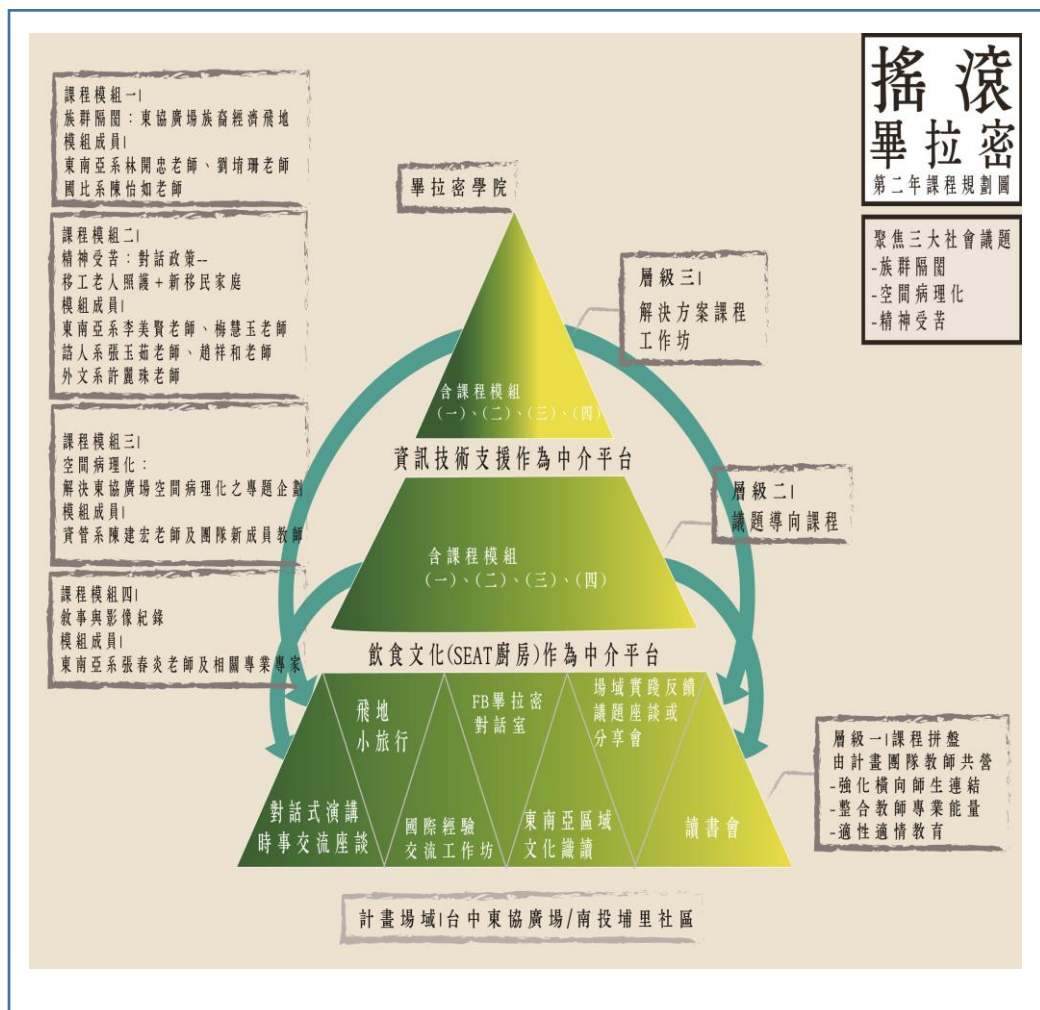 搖滾
畢拉密
第二年課程規劃圖
聚焦三大社會議題
-族群隔閡
-空間病理化
-精神受苦
課程模組一|
族群隔閡：東協廣場族裔經濟飛地
模組成員|
東南亞系林開忠老師、劉堉珊老師
國比系陳怡如老師
課程模組二|
精神受苦：對話政策--
移工老人照護+新移民家庭
模組成員|
東南亞系李美賢老師、梅慧玉老師
諮人系張玉茹老師、趙祥和老師
外文系許麗珠老師
課程模組三|
空間病理化：
解決東協廣場空間病理化之專題企劃
模組成員|
資管系陳建宏老師及團隊新成員教師
課程模組四|
敘事與影像紀錄
模組成員|
東南亞系張春炎老師及相關專業專家
畢拉密學院
層級三|
解決方案課程
工作坊
含課程模組
(一)、(二)、(三)、(四)
資訊技術支援作為中介平台
層級二|
議題導向課程
含課程模組
(一)、(二)、(三)、(四)
飲食文化(SEAT廚房)作為中介平台
飛地
小旅行
FB畢拉密
對話室
場域實踐反饋
議題座談或
分享會
對話式演講
時事交流座談
國際經驗
交流工作坊
東南亞區域
文化識讀
讀書會
層級一|課程拼盤
由計畫團隊教師共營
-強化橫向師生連結
-整合教師專業能量
-適性適情教育
計畫場域|台中東協廣場/南投埔里社區